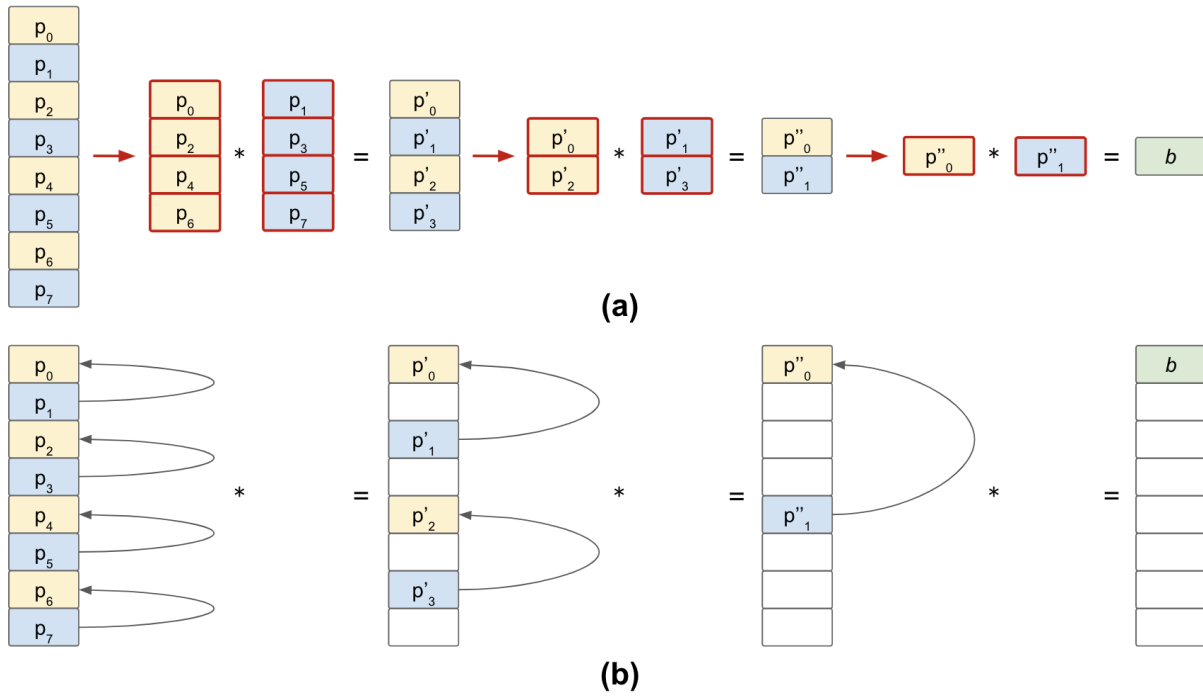 p0
p1
p2
p3
p4
p5
p6
p7
p0 * p1 = p'0
p2 p3 p'1
p4 p5 p'2
p6 p7 p'3
p'0 * p'1 = p''0
p'2 p'3 p''1
p''0 * p''1 = b
(a)
p0 p'0 p''0 b
p1
p2 p'1
p3
* = * = * =
p4 p'2 p''1
p5
p6 p'3
p7
(b)